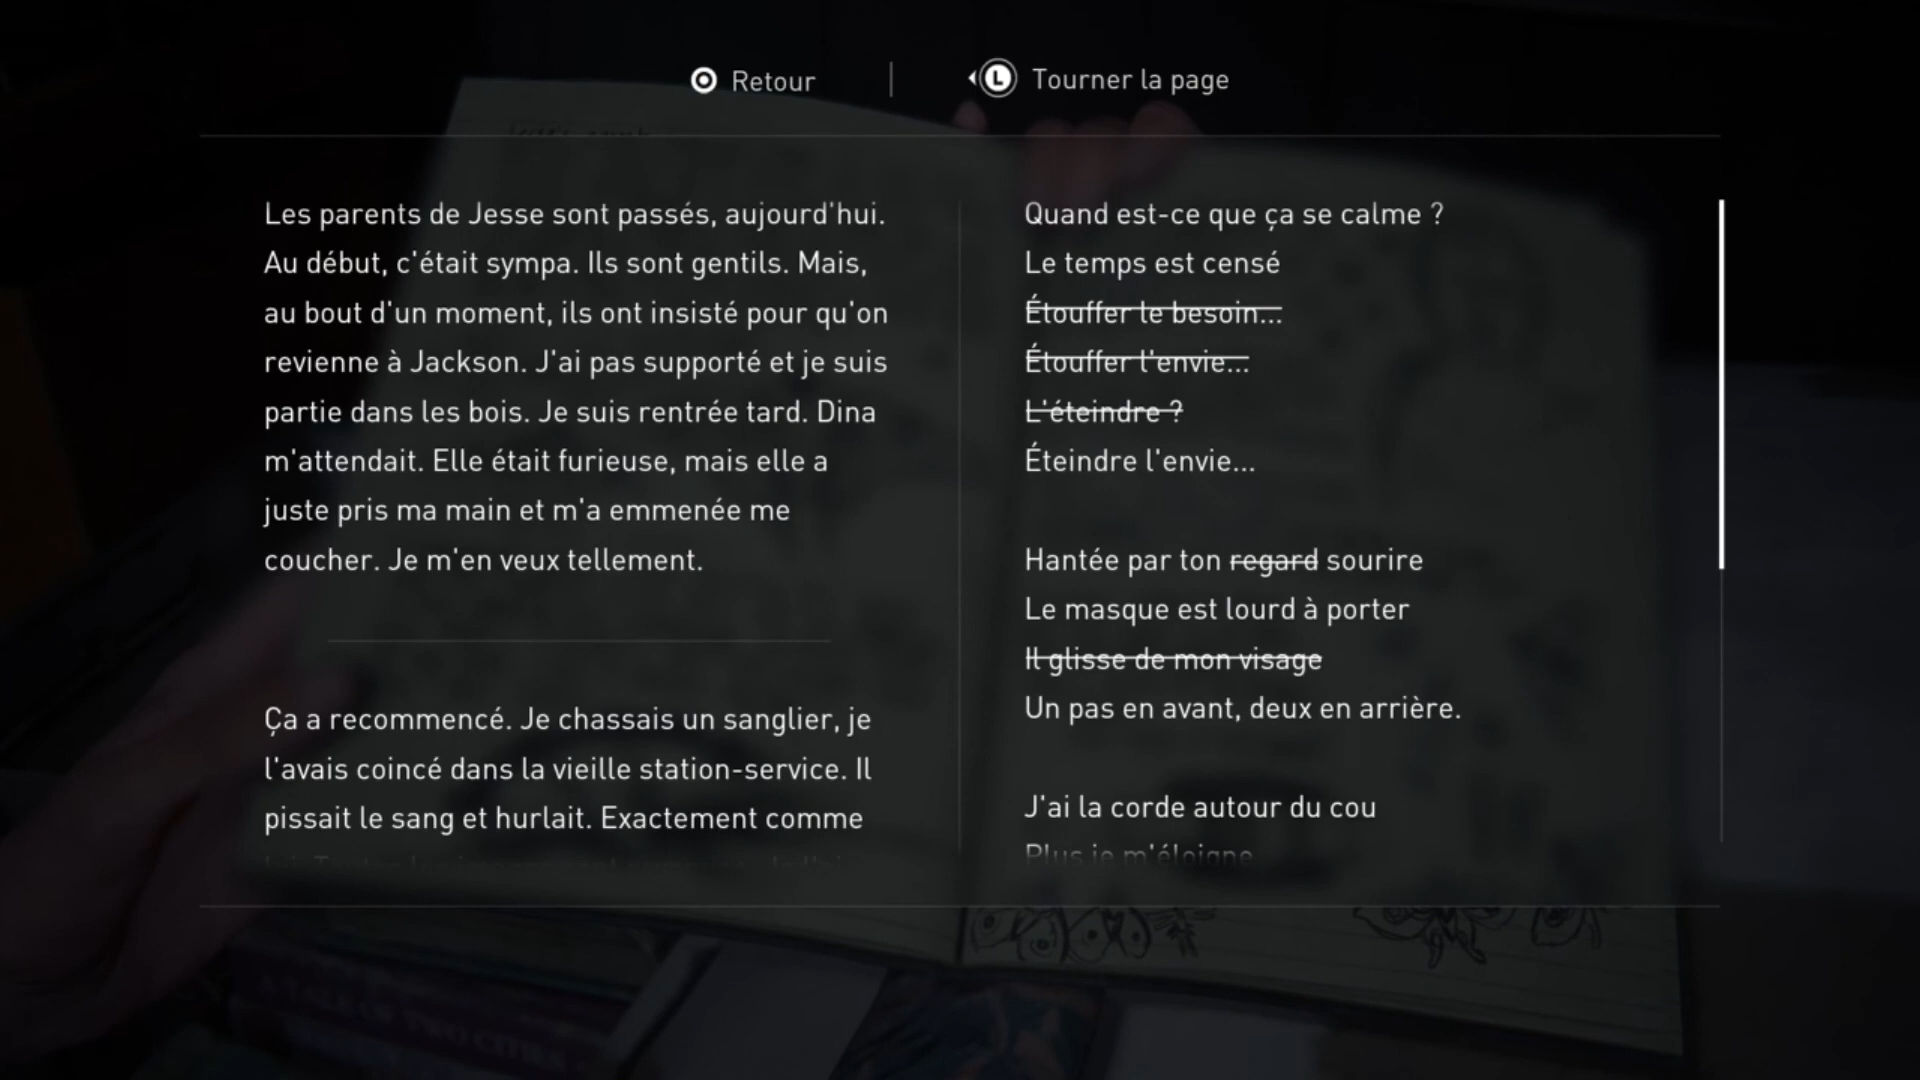 Retour
L Tourner la page
Les parents de Jesse sont passés, aujourd'hui.
Au début, c'était sympa. Ils sont gentils. Mais,
au bout d'un moment, ils ont insisté pour qu'on
revienne à Jackson. J'ai pas supporté et je suis
partie dans les bois. Je suis rentrée tard. Dina
m'attendait. Elle était furieuse, mais elle a
juste pris ma main et m'a emmenée me
coucher. Je m'en veux tellement.
Ça a recommencé. Je chassais un sanglier, je
l'avais coincé dans la vieille station-service. Il
pissait le sang et hurlait. Exactement comme
Quand est-ce que ça se calme ?
Le temps est censé
Étouffer le besoin...
Étouffer l'envie...
L'éteindre ?
Éteindre l'envie...
Hantée par ton regard sourire
Le masque est lourd à porter
Il glisse de mon visage
Un pas en avant, deux en arrière.
J'ai la corde autour du cou
Plus je m'éloigne
A TALE OF TWO CITIES